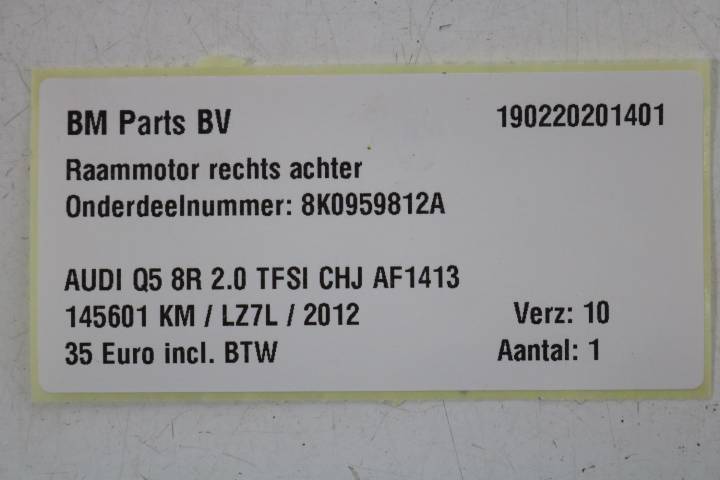 BM Parts BV 190220201401
Raammotor rechts achter
Onderdeelnummer: 8K0959812A
AUDI Q5 8R 2.0 TFSI CHJ AF1413
145601 KM / LZ7L / 2012 Verz: 10
35 Euro incl. BTW Aantal: 1